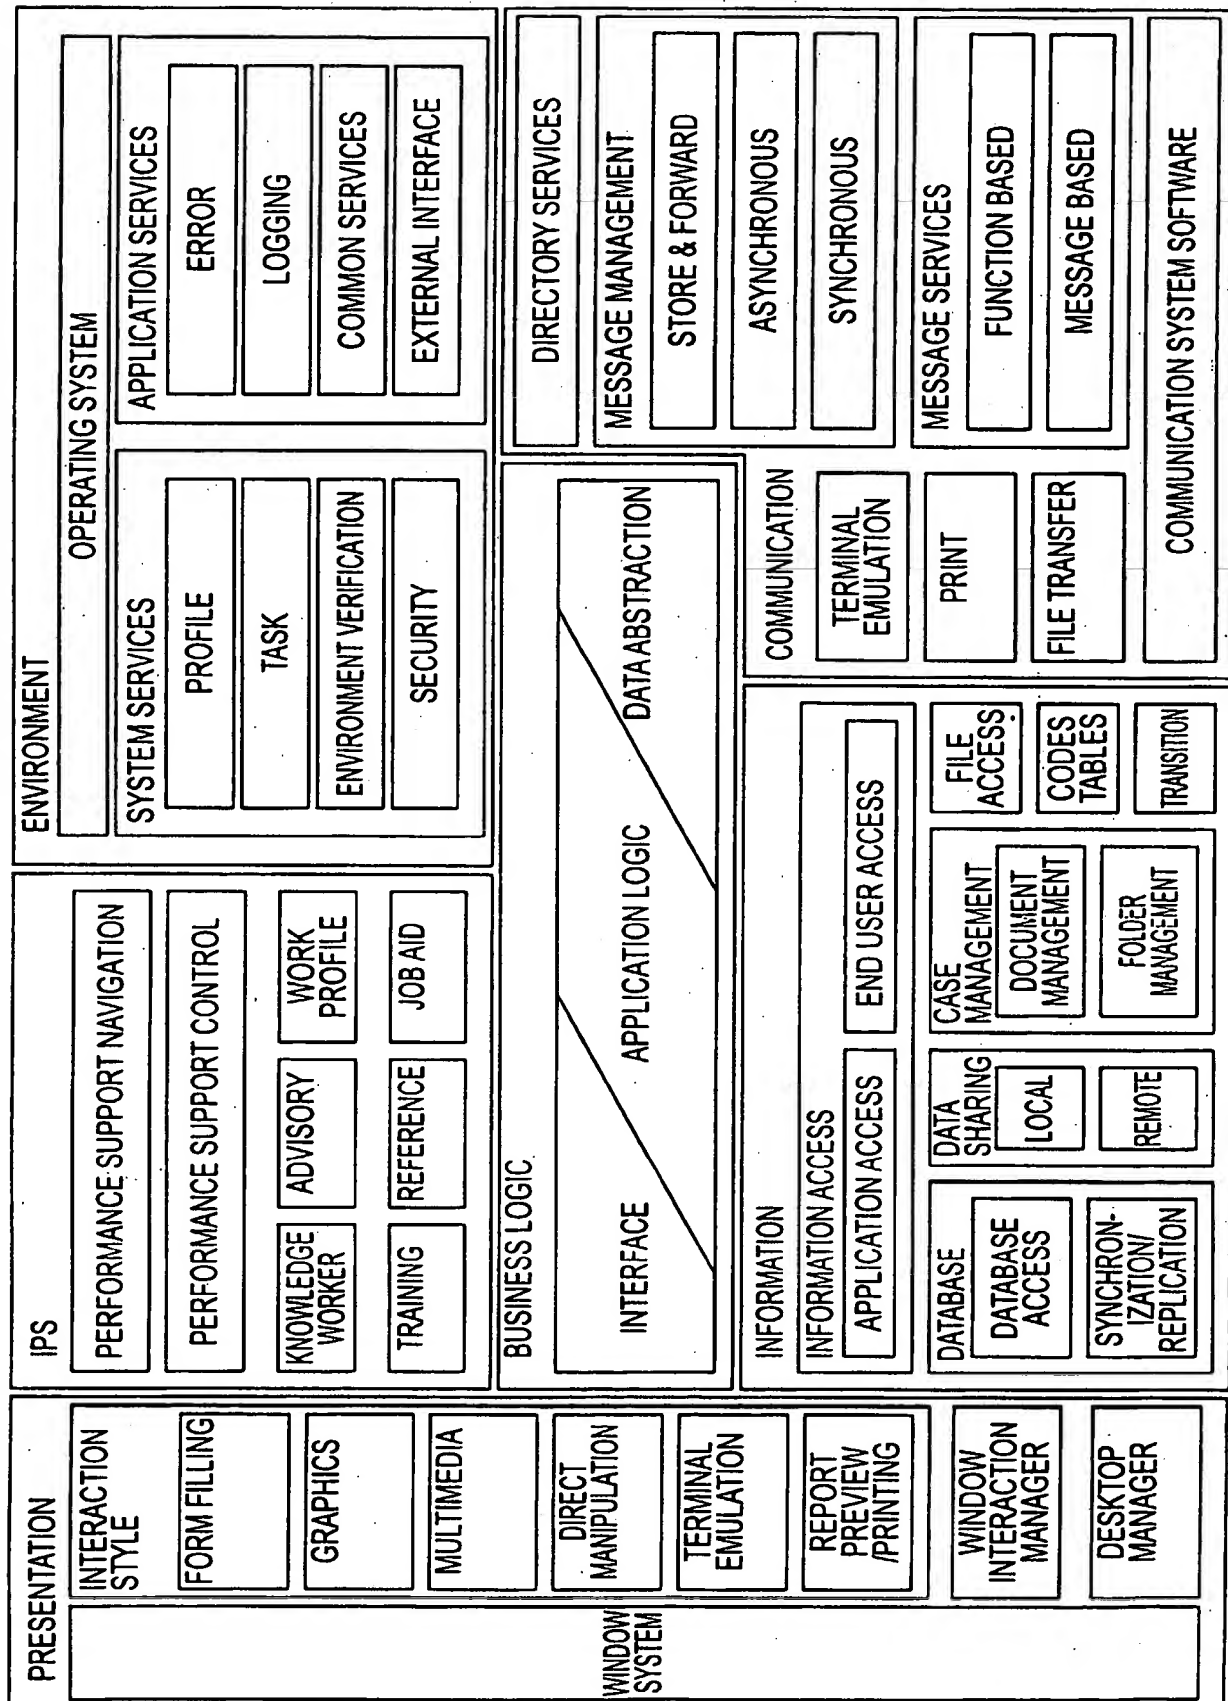 PRESENTATION
WINDOW
SYSTEM
INTERACTION
STYLE
FORM FILLING
GRAPHICS
MULTIMEDIA
DIRECT
MANIPULATION
TERMINAL
EMULATION
REPORT
PREVIEW
/PRINTING
WINDOW
INTERACTION
MANAGER
DESKTOP
MANAGER
IPS
PERFORMANCE SUPPORT NAVIGATION
PERFORMANCE SUPPORT CONTROL
KNOWLEDGE
WORKER
ADVISORY
WORK
PROFILE
TRAINING
REFERENCE
JOB AID
ENVIRONMENT
OPERATING SYSTEM
SYSTEM SERVICES
PROFILE
TASK
ENVIRONMENT VERIFICATION
SECURITY
APPLICATION SERVICES
ERROR
LOGGING
COMMON SERVICES
EXTERNAL INTERFACE
BUSINESS LOGIC
INTERFACE
APPLICATION LOGIC
DATA ABSTRACTION
INFORMATION
INFORMATION ACCESS
APPLICATION ACCESS
END USER ACCESS
DATABASE
DATABASE
ACCESS
SYNCHRON-
IZATION/
REPLICATION
DATA
SHARING
LOCAL
REMOTE
CASE
MANAGEMENT
DOCUMENT
MANAGEMENT
FOLDER
MANAGEMENT
FILE
ACCESS
CODES
TABLES
TRANSITION
COMMUNICATION
TERMINAL
EMULATION
PRINT
FILE TRANSFER
DIRECTORY SERVICES
MESSAGE MANAGEMENT
STORE & FORWARD
ASYNCHRONOUS
SYNCHRONOUS
MESSAGE SERVICES
FUNCTION BASED
MESSAGE BASED
COMMUNICATION SYSTEM SOFTWARE